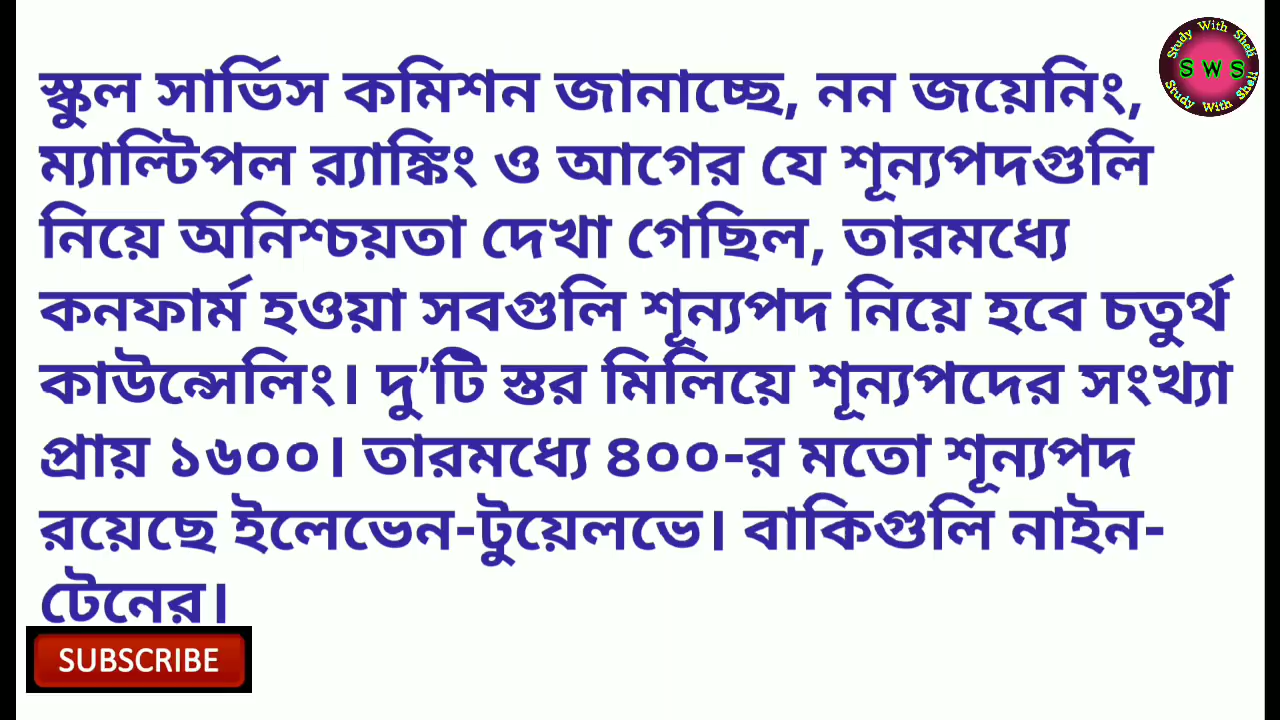 স্কুল সার্ভিস কমিশন জানাচ্ছে, নন জয়েনিং,
ম্যাল্টিপল র‍্যাঙ্কিং ও আগের যে শূন্যপদগুলি
নিয়ে অনিশ্চয়তা দেখা গেছিল, তারমধ্যে
কনফার্ম হওয়া সবগুলি শূন্যপদ নিয়ে হবে চতুর্থ
কাউন্সেলিং। দু’টি স্তর মিলিয়ে শূন্যপদের সংখ্যা
প্রায় ১৬০০। তারমধ্যে ৪০০-র মতো শূন্যপদ
রয়েছে ইলেভেন-টুয়েলভে। বাকিগুলি নাইন-
টেনের।
Study With Sheli
S W S
Study With Sheli
SUBSCRIBE